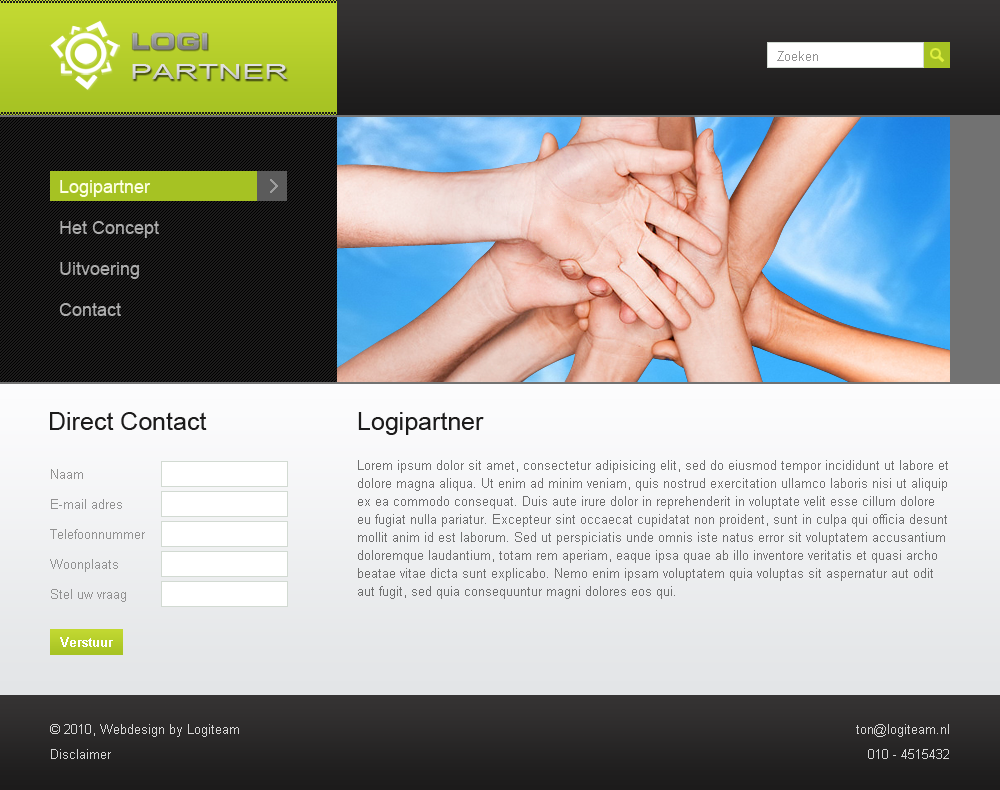 LOGI
PARTNER
Zoeken
Logipartner
Het Concept
Uitvoering
Contact
Direct Contact
Naam
E-mail adres
Telefoonnummer
Woonplaats
Stel uw vraag
Verstuur
Logipartner
Lorem ipsum dolor sit amet, consectetur adipisicing elit, sed do eiusmod tempor incididunt ut labore et
dolore magna aliqua. Ut enim ad minim veniam, quis nostrud exercitation ullamco laboris nisi ut aliquip
ex ea commodo consequat. Duis aute irure dolor in reprehenderit in voluptate velit esse cillum dolore
eu fugiat nulla pariatur. Excepteur sint occaecat cupidatat non proident, sunt in culpa qui officia desunt
mollit anim id est laborum. Sed ut perspiciatis unde omnis iste natus error sit voluptatem accusantium
doloremque laudantium, totam rem aperiam, eaque ipsa quae ab illo inventore veritatis et quasi archo
beatae vitae dicta sunt explicabo. Nemo enim ipsam voluptatem quia voluptas sit aspernatur aut odit
aut fugit, sed quia consequuntur magni dolores eos qui.
© 2010, Webdesign by Logiteam
Disclaimer
ton@logiteam.nl
010 - 4515432